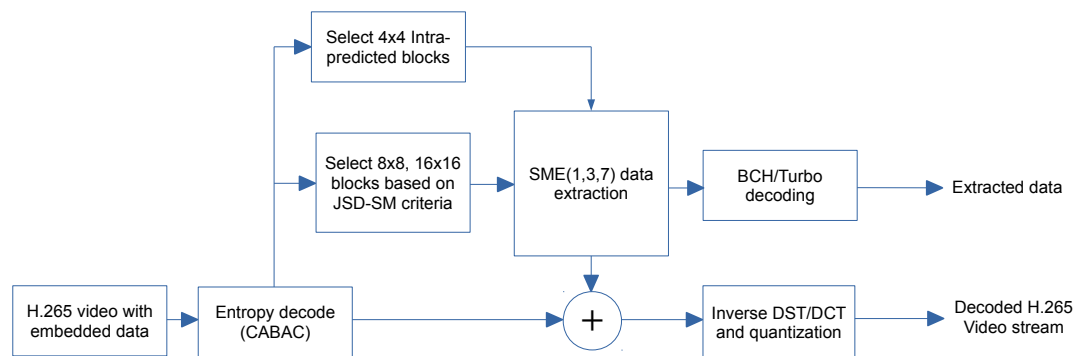 Select 4x4 Intra-
predicted blocks
Select 8x8, 16x16
blocks based on
JSD-SM criteria
SME(1,3,7) data
extraction
BCH/Turbo
decoding
Extracted data
H.265 video with
embedded data
Entropy decode
(CABAC)
+
Inverse DST/DCT
and quantization
Decoded H.265
Video stream